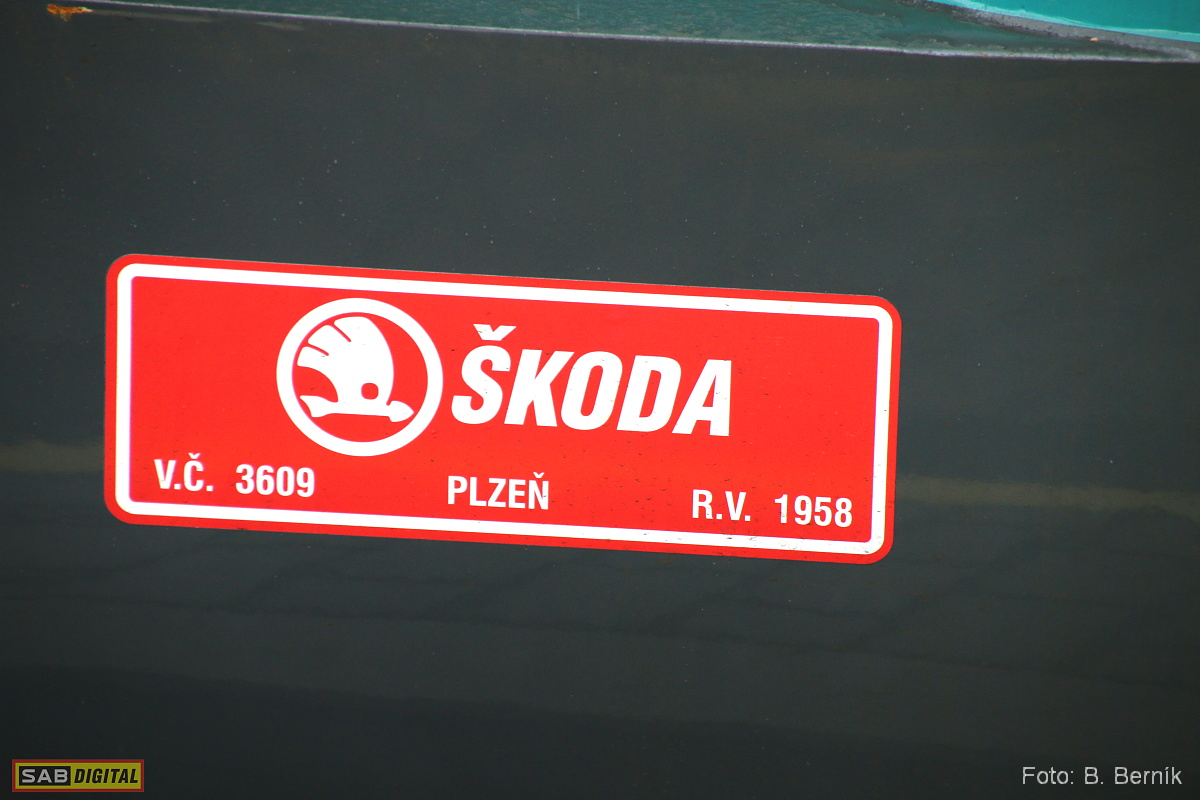 ŠKODA
V.Č. 3609 PLZEŇ R.V. 1958
SAB DIGITAL
Foto: B. Berník